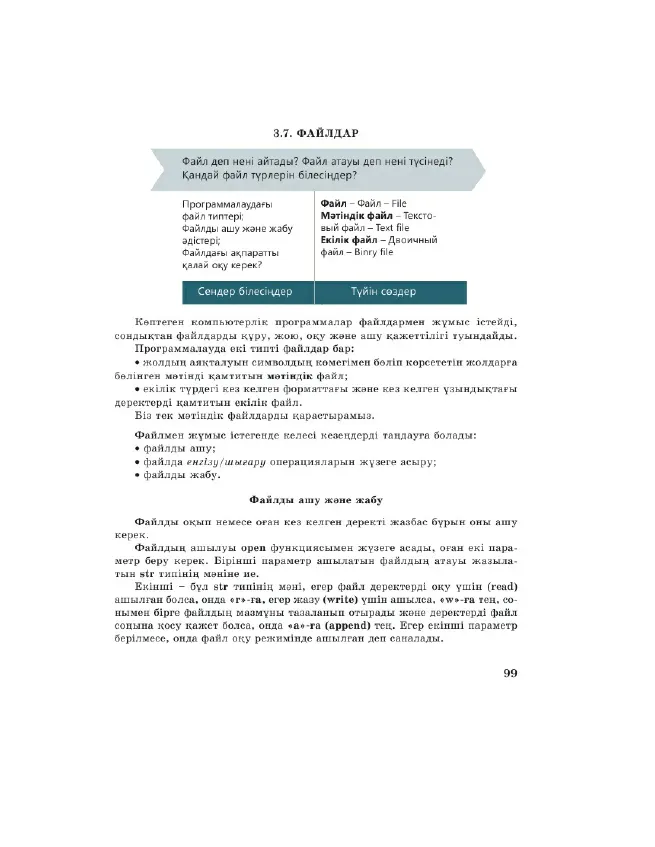 3.7. ФАЙЛДАР
Файл деп нені айтады? Файл атауы деп нені түсінеді?
Қандай файл түрлерін білесіңдер?
Программалаудағы
файл типтері;
Файлды ашу және жабу
әдістері;
Файлдағы ақпаратты
қалай оқу керек?
Сендер білесіңдер
Файл – Файл – File
Мәтіндік файл – Тексто-
вый файл – Text file
Екілік файл – Двоичный
файл – Binry file
Түйін сөздер
Көптеген компьютерлік программалар файлдармен жұмыс істейді,
сондықтан файлдарды құру, жою, оқу және ашу қажеттілігі туындайды.
Программалауда екі типті файлдар бар:
• жолдың аяқталуын символдың көмегімен бөліп көрсететін жолдарға
бөлінген мәтінді қамтитын мәтіндік файл;
• екілік түрдегі кез келген форматтағы және кез келген ұзындықтағы
деректерді қамтитын екілік файл.
Біз тек мәтіндік файлдарды қарастырамыз.
Файлмен жұмыс істегенде келесі кезеңдерді таңдауға болады:
• файлды ашу;
• файлда енгізу/шығару операцияларын жүзеге асыру;
• файлды жабу.
Файлды ашу және жабу
Файлды оқып немесе оған кез келген деректі жазбас бұрын оны ашу
керек.
Файлдың ашылуы open функциясымен жүзеге асады, оған екі пара-
метр беру керек. Бірінші параметр ашылатын файлдың атауы жазыла-
тын str типінің мәніне ие.
Екінші – бұл str типінің мәні, егер файл деректерді оқу үшін (read)
ашылған болса, онда «r»-ға, егер жазу (write) үшін ашылса, «w»-ға тең, со-
нымен бірге файлдың мазмұны тазаланып отырады және деректерді файл
соңына қосу қажет болса, онда «a»-ға (append) тең. Егер екінші параметр
берілмесе, онда файл оқу режимінде ашылған деп саналады.
99